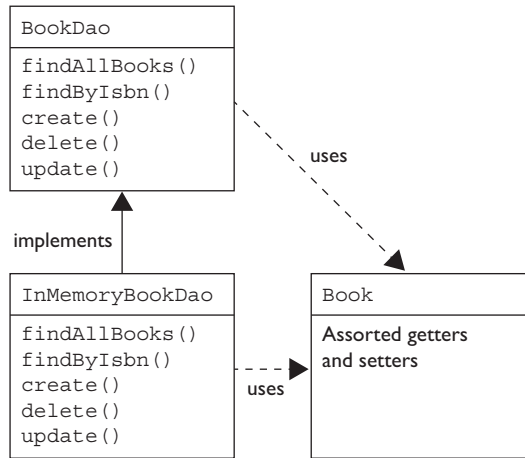 BookDao
findAllBooks()
findByIsbn()
create()
delete()
update()
uses
implements
InMemoryBookDao
findAllBooks()
findByIsbn()
create()
delete()
update()
uses
Book
Assorted getters
and setters